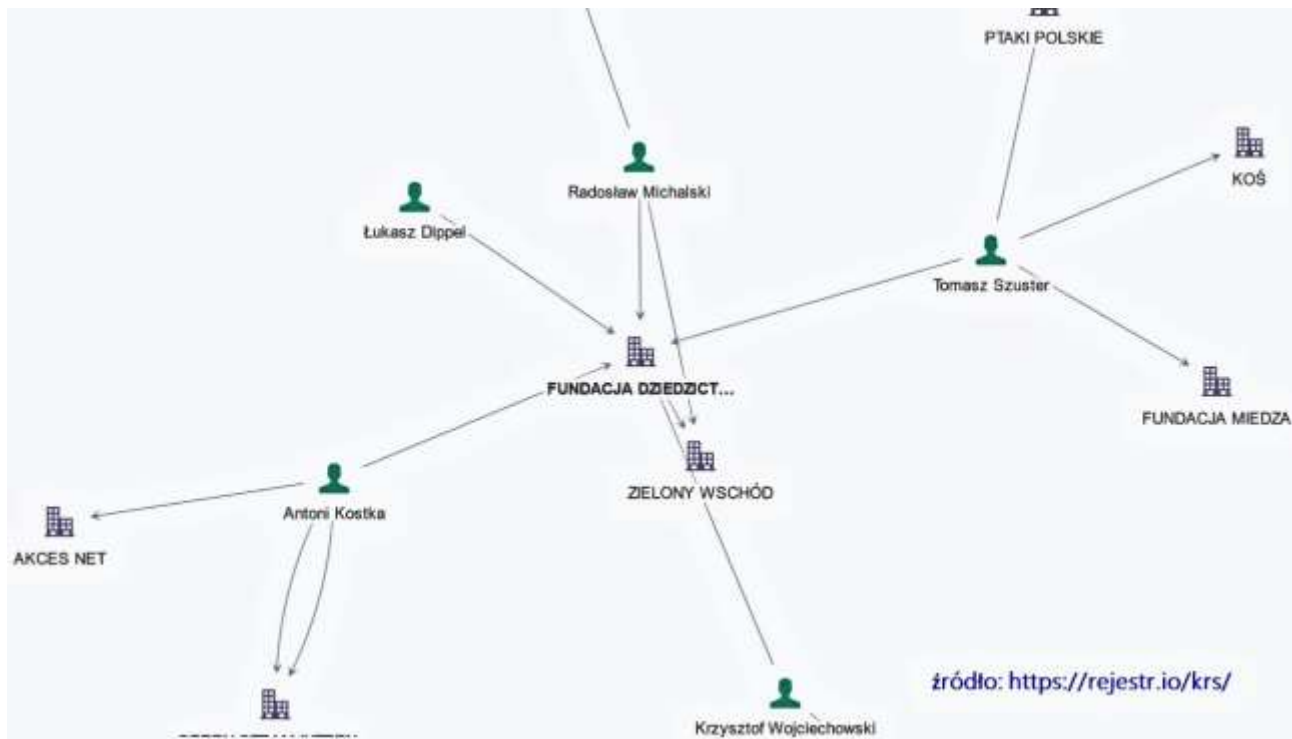 PTAKI POLSKIE
KOŚ
Radosław Michalski
Łukasz Dippel
Tomasz Szuster
FUNDACJA DZIEDZICT...
FUNDACJA MIEDZA
ZIELONY WSCHÓD
Antoni Kostka
AKCES NET
źródło: https://rejestr.io/krs/
Krzysztof Wojciechowski